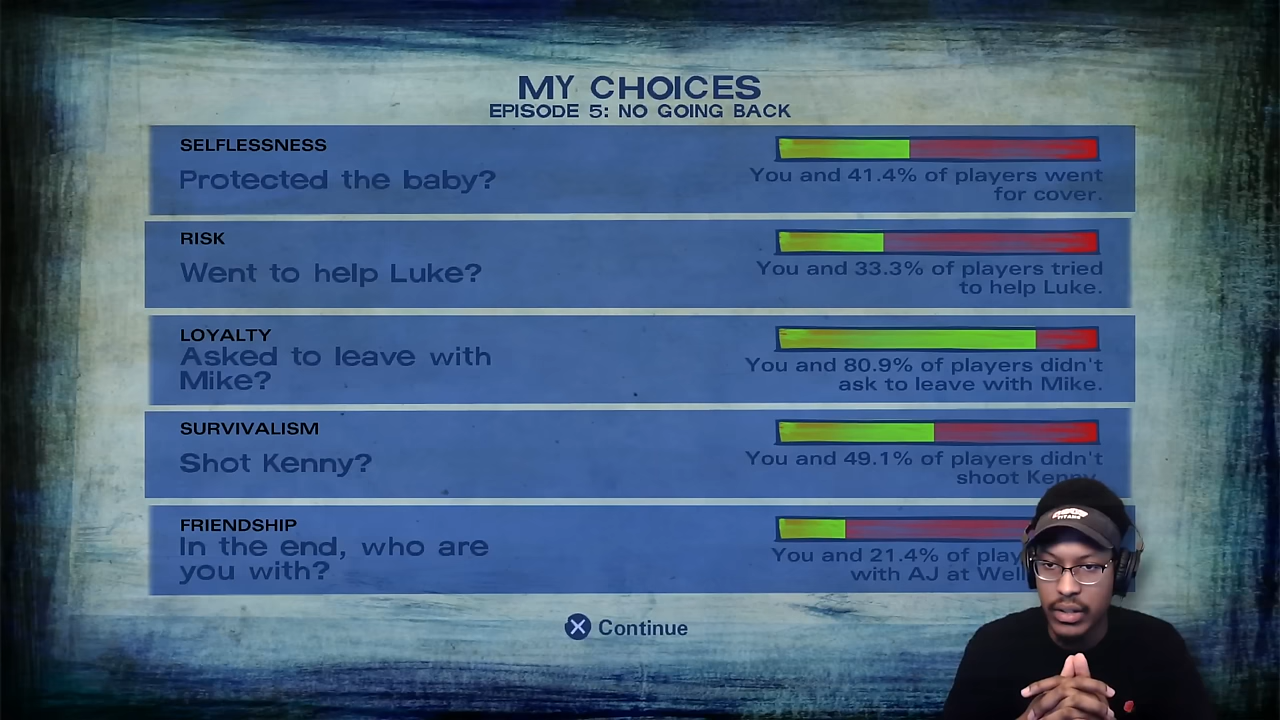 MY CHOICES
EPISODE 5: NO GOING BACK
SELFLESSNESS
Protected the baby?
You and 41.4% of players went
for cover.
RISK
Went to help Luke?
You and 33.3% of players tried
to help Luke.
LOYALTY
Asked to leave with
Mike?
You and 80.9% of players didn't
ask to leave with Mike.
SURVIVALISM
Shot Kenny?
You and 49.1% of players didn't
shoot Kenny.
FRIENDSHIP
In the end, who are
you with?
You and 21.4% of
with AJ at
Continue